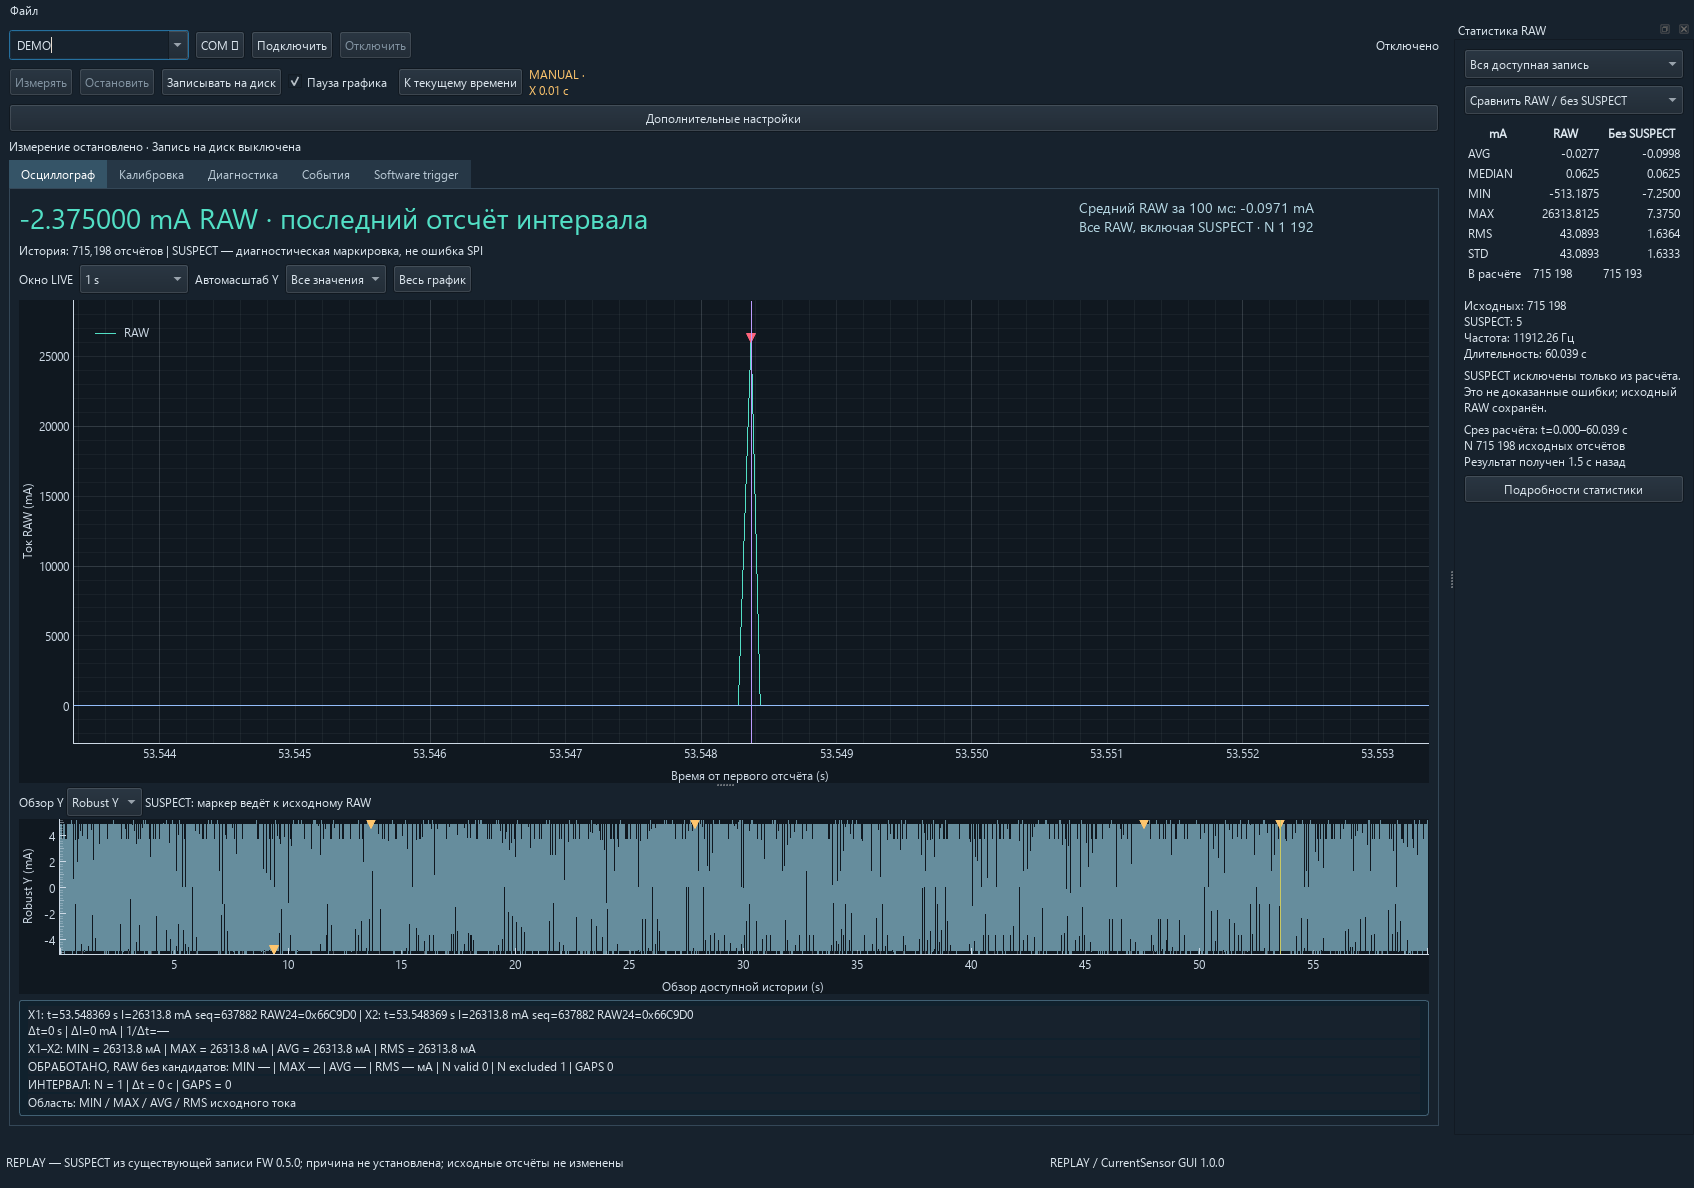 Файл
DEMO
COM
Подключить
Отключить
Отключено
Измерять
Остановить
Записывать на диск
Пауза графика
К текущему времени
MANUAL ·
X 0.01 с
Дополнительные настройки
Измерение остановлено · Запись на диск выключена
Осциллограф
Калибровка
Диагностика
События
Software trigger
-2.375000 mA RAW · последний отсчёт интервала
Средний RAW за 100 мс: -0.0971 mA
Все RAW, включая SUSPECT · N 1 192
История: 715,198 отсчётов | SUSPECT — диагностическая маркировка, не ошибка SPI
Окно LIVE
1 s
Автомасштаб Y
Все значения
Весь график
RAW
Ток RAW (mA)
25000
20000
15000
10000
5000
0
53.544 53.545 53.546 53.547 53.548 53.549 53.550 53.551 53.552 53.553
Время от первого отсчёта (s)
Обзор Y
Robust Y
SUSPECT: маркер ведёт к исходному RAW
Robust Y (mA)
4
2
0
-2
-4
5 10 15 20 25 30 35 40 45 50 55
Обзор доступной истории (s)
X1: t=53.548369 s I=26313.8 mA seq=637882 RAW24=0x66C9D0 | X2: t=53.548369 s I=26313.8 mA seq=637882 RAW24=0x66C9D0
Δt=0 s | ΔI=0 mA | 1/Δt=—
X1–X2: MIN = 26313.8 мА | MAX = 26313.8 мА | AVG = 26313.8 мА | RMS = 26313.8 мА
ОБРАБОТАНО, RAW без кандидатов: MIN — | MAX — | AVG — | RMS — мА | N valid 0 | N excluded 1 | GAPS 0
ИНТЕРВАЛ: N = 1 | Δt = 0 с | GAPS = 0
Область: MIN / MAX / AVG / RMS исходного тока
Статистика RAW
Вся доступная запись
Сравнить RAW / без SUSPECT
mA RAW Без SUSPECT
AVG -0.0277 -0.0998
MEDIAN 0.0625 0.0625
MIN -513.1875 -7.2500
MAX 26313.8125 7.3750
RMS 43.0893 1.6364
STD 43.0893 1.6333
В расчёте 715 198 715 193
Исходных: 715 198
SUSPECT: 5
Частота: 11912.26 Гц
Длительность: 60.039 с
SUSPECT исключены только из расчёта.
Это не доказанные ошибки; исходный
RAW сохранён.
Срез расчёта: t=0.000–60.039 с
N 715 198 исходных отсчётов
Результат получен 1.5 с назад
Подробности статистики
REPLAY — SUSPECT из существующей записи FW 0.5.0; причина не установлена; исходные отсчёты не изменены
REPLAY / CurrentSensor GUI 1.0.0